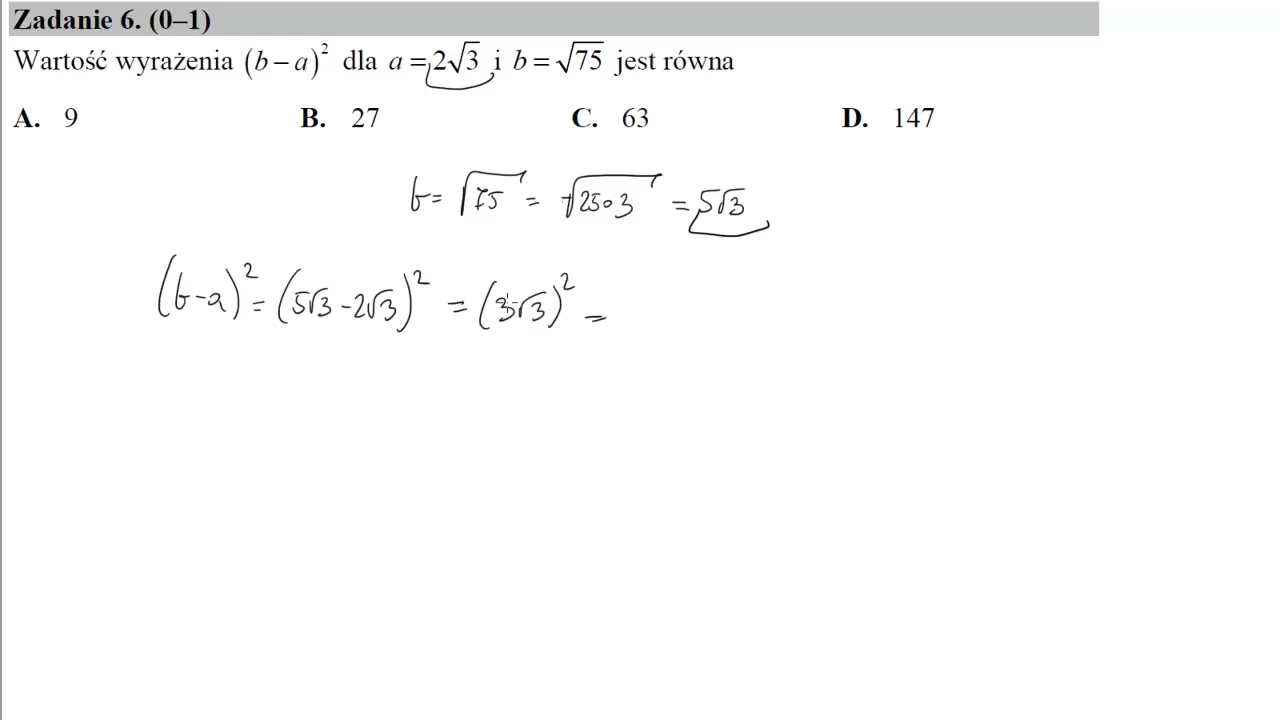 Zadanie 6. (0–1)
Wartość wyrażenia (b − a)² dla a = 2√3 i b = √75 jest równa
A. 9 B. 27 C. 63 D. 147
b = √75 = √25·3 = 5√3
(b − a)² = (5√3 − 2√3)² = (3√3)² =